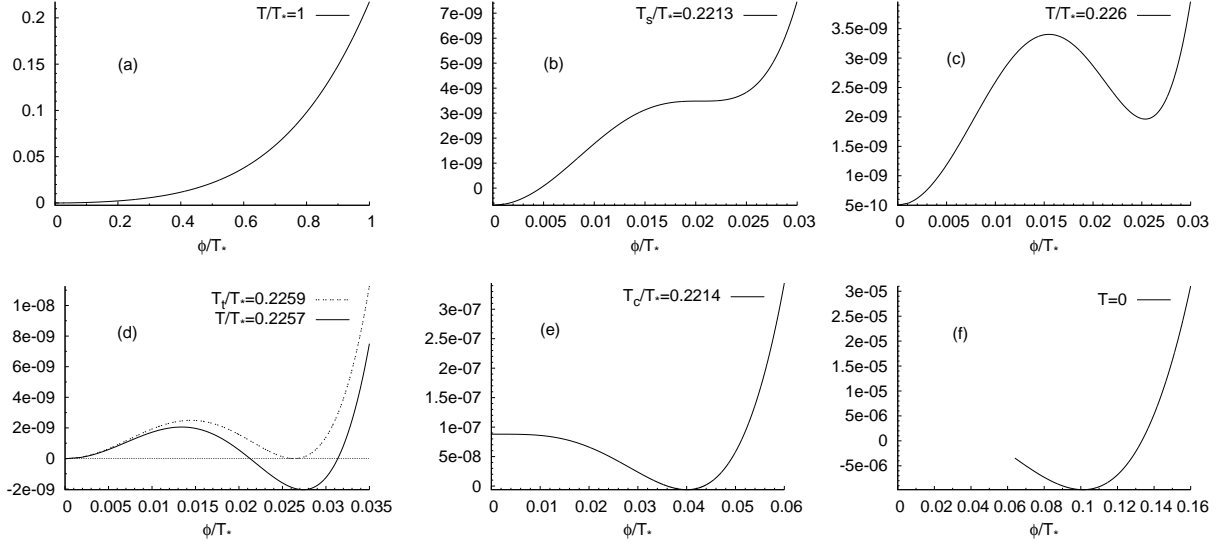 T/T*=1
(a)
0.2
0.15
0.1
0.05
0
0 0.2 0.4 0.6 0.8 1
ϕ/T*
Ts/T*=0.2213
(b)
7e-09
6e-09
5e-09
4e-09
3e-09
2e-09
1e-09
0
0 0.005 0.01 0.015 0.02 0.025 0.03
ϕ/T*
T/T*=0.226
(c)
3.5e-09
3e-09
2.5e-09
2e-09
1.5e-09
1e-09
5e-10
0 0.005 0.01 0.015 0.02 0.025 0.03
ϕ/T*
Tt/T*=0.2259
T/T*=0.2257
(d)
1e-08
8e-09
6e-09
4e-09
2e-09
0
-2e-09
0 0.005 0.01 0.015 0.02 0.025 0.03 0.035
ϕ/T*
Tc/T*=0.2214
(e)
3e-07
2e-07
2e-07
2e-07
1e-07
5e-08
0
0 0.01 0.02 0.03 0.04 0.05 0.06
ϕ/T*
T=0
(f)
3e-05
2e-05
2e-05
2e-05
1e-05
5e-06
0
-5e-06
0 0.02 0.04 0.06 0.08 0.1 0.12 0.14 0.16
ϕ/T*